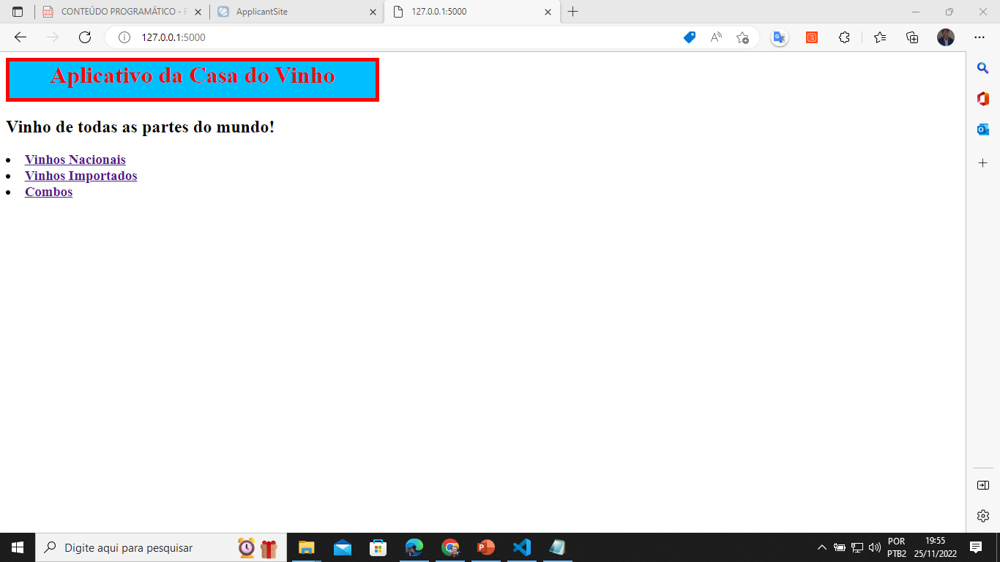 CONTEÚDO PROGRAMÁTICO - F
ApplicantSite
127.0.0.1:5000
127.0.0.1:5000
Aplicativo da Casa do Vinho
Vinho de todas as partes do mundo!
Vinhos Nacionais
Vinhos Importados
Combos
Digite aqui para pesquisar
POR
PTB2
19:55
25/11/2022